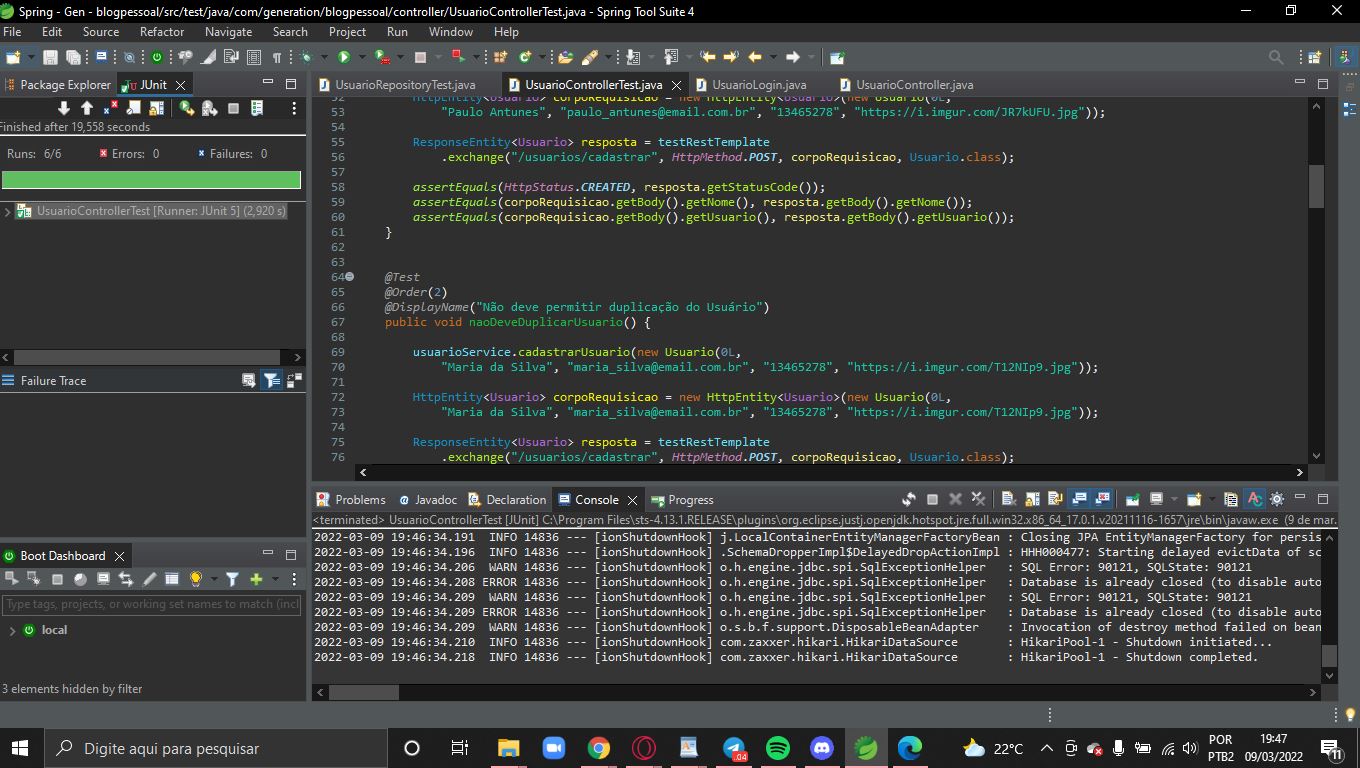 Spring - Gen - blogpessoal/src/test/java/com/generation/blogpessoal/controller/UsuarioControllerTest.java - Spring Tool Suite 4
File Edit Source Refactor Navigate Search Project Run Window Help
Package Explorer JUnit
UsuarioRepositoryTest.java UsuarioControllerTest.java UsuarioLogin.java UsuarioController.java
Finished after 19,558 seconds
Runs: 6/6 Errors: 0 Failures: 0
UsuarioControllerTest [Runner: JUnit 5] (2,920 s)
Failure Trace
52 HttpEntity<Usuario> corpoRequisicao = new HttpEntity<Usuario>(new Usuario(0L,
53 "Paulo Antunes", "paulo_antunes@email.com.br", "13465278", "https://i.imgur.com/JR7kUFU.jpg"));
54
55 ResponseEntity<Usuario> resposta = testRestTemplate
56 .exchange("/usuarios/cadastrar", HttpMethod.POST, corpoRequisicao, Usuario.class);
57
58 assertEquals(HttpStatus.CREATED, resposta.getStatusCode());
59 assertEquals(corpoRequisicao.getBody().getNome(), resposta.getBody().getNome());
60 assertEquals(corpoRequisicao.getBody().getUsuario(), resposta.getBody().getUsuario());
61 }
62
63
64 @Test
65 @Order(2)
66 @DisplayName("Não deve permitir duplicação do Usuário")
67 public void naoDeveDuplicarUsuario() {
68
69 usuarioService.cadastrarUsuario(new Usuario(0L,
70 "Maria da Silva", "maria_silva@email.com.br", "13465278", "https://i.imgur.com/T12NIp9.jpg"));
71
72 HttpEntity<Usuario> corpoRequisicao = new HttpEntity<Usuario>(new Usuario(0L,
73 "Maria da Silva", "maria_silva@email.com.br", "13465278", "https://i.imgur.com/T12NIp9.jpg"));
74
75 ResponseEntity<Usuario> resposta = testRestTemplate
76 .exchange("/usuarios/cadastrar", HttpMethod.POST, corpoRequisicao, Usuario.class);
Problems Javadoc Declaration Console Progress
<terminated> UsuarioControllerTest [JUnit] C:\Program Files\sts-4.13.1.RELEASE\plugins\org.eclipse.justj.openjdk.hotspot.jre.full.win32.x86_64_17.0.1.v20211116-1657\jre\bin\javaw.exe (9 de mar.
2022-03-09 19:46:34.191 INFO 14836 --- [ionShutdownHook] j.LocalContainerEntityManagerFactoryBean : Closing JPA EntityManagerFactory for persis
2022-03-09 19:46:34.196 INFO 14836 --- [ionShutdownHook] .SchemaDropperImpl$DelayedDropActionImpl : HHH000477: Starting delayed evictData of sc
2022-03-09 19:46:34.206 WARN 14836 --- [ionShutdownHook] o.h.engine.jdbc.spi.SqlExceptionHelper : SQL Error: 90121, SQLState: 90121
2022-03-09 19:46:34.208 ERROR 14836 --- [ionShutdownHook] o.h.engine.jdbc.spi.SqlExceptionHelper : Database is already closed (to disable auto
2022-03-09 19:46:34.209 WARN 14836 --- [ionShutdownHook] o.h.engine.jdbc.spi.SqlExceptionHelper : SQL Error: 90121, SQLState: 90121
2022-03-09 19:46:34.209 ERROR 14836 --- [ionShutdownHook] o.h.engine.jdbc.spi.SqlExceptionHelper : Database is already closed (to disable auto
2022-03-09 19:46:34.209 WARN 14836 --- [ionShutdownHook] o.s.b.f.support.DisposableBeanAdapter : Invocation of destroy method failed on bean
2022-03-09 19:46:34.210 INFO 14836 --- [ionShutdownHook] com.zaxxer.hikari.HikariDataSource : HikariPool-1 - Shutdown initiated...
2022-03-09 19:46:34.218 INFO 14836 --- [ionShutdownHook] com.zaxxer.hikari.HikariDataSource : HikariPool-1 - Shutdown completed.
Boot Dashboard
Type tags, projects, or working set names to match (incl
local
3 elements hidden by filter
Digite aqui para pesquisar
22°C
POR
PTB2
19:47
09/03/2022
11